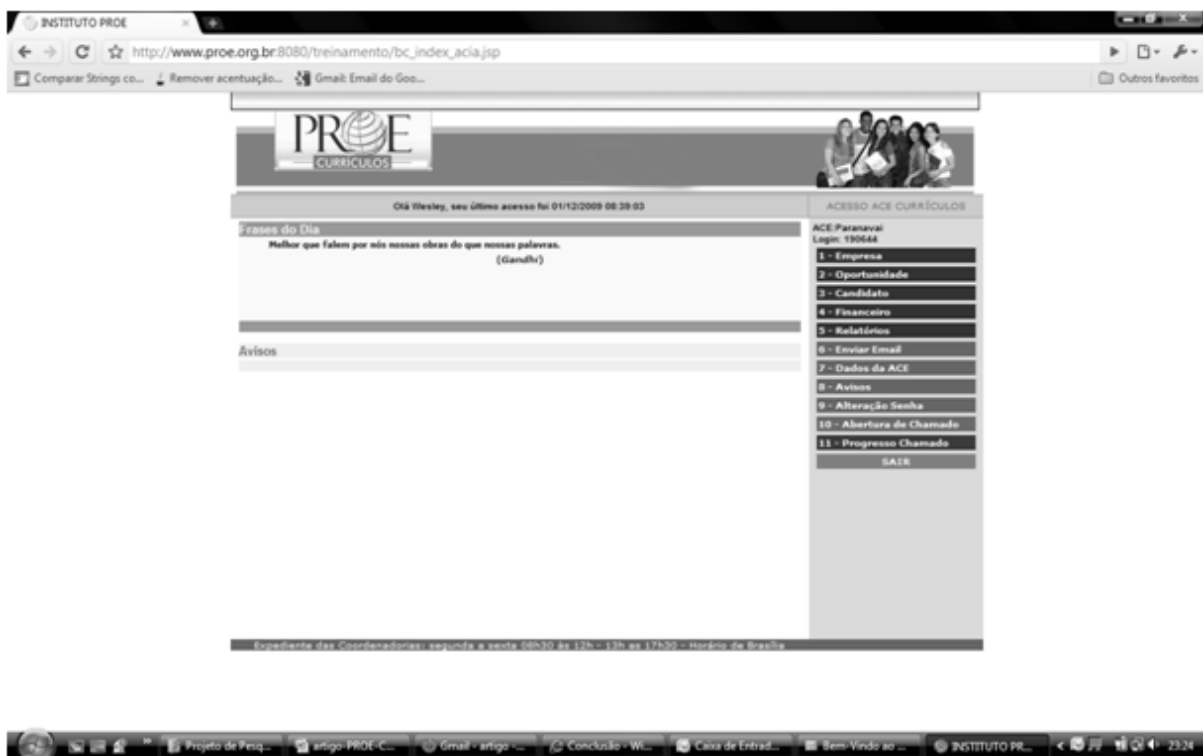 INSTITUTO PROE
http://www.proe.org.br:8080/treinamento/bc_index_acia.jsp
Comparar Strings co... Remover acentuação... Gmail: Email do Goo... Outros favoritos
PROE
CURRÍCULOS
Olá Wesley, seu último acesso foi 01/12/2009 08:39:03
ACESSO ACE CURRÍCULOS
Frases do Dia
Melhor que falem por nós nossas obras do que nossas palavras.
(Gandhi)
Avisos
ACE:Paranavai
Login: 190644
1 - Empresa
2 - Oportunidade
3 - Candidato
4 - Financeiro
5 - Relatórios
6 - Enviar Email
7 - Dados da ACE
8 - Avisos
9 - Alteração Senha
10 - Abertura de Chamado
11 - Progresso Chamado
SAIR
Expediente das Coordenadorias: segunda a sexta 08h30 às 12h - 13h as 17h30 - Horário de Brasília
Projeto de Pesq... artigo-PROE-C... Gmail - artigo -... Conclusão - Wi... Caixa de Entrad... Bem-Vindo ao ... INSTITUTO PR...